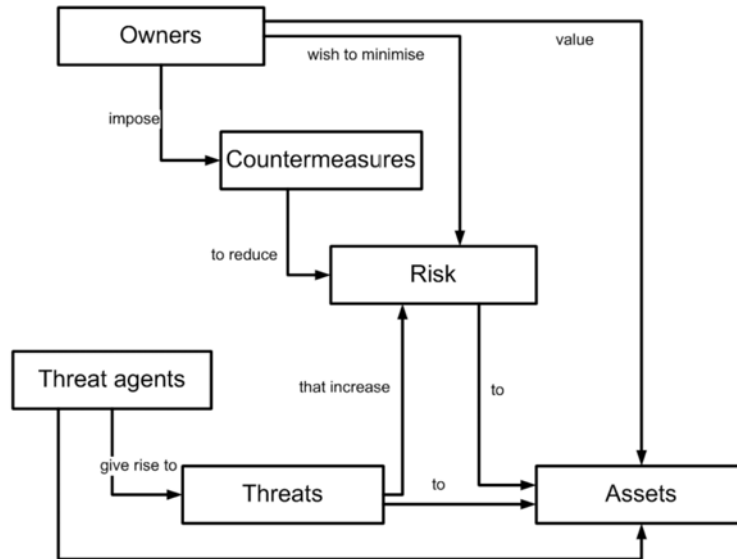 Owners
value
wish to minimise
impose
Countermeasures
to reduce
Risk
Threat agents
that increase
to
give rise to
Threats
to
Assets